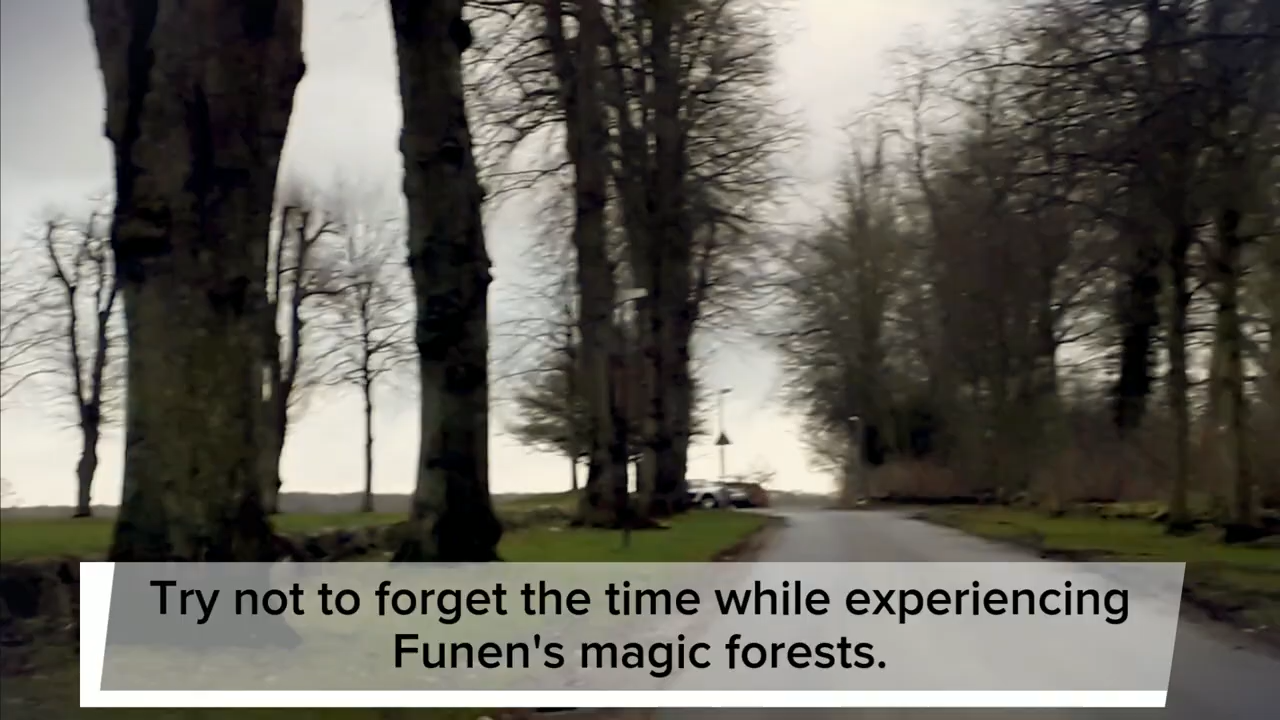 Try not to forget the time while experiencing
Funen's magic forests.